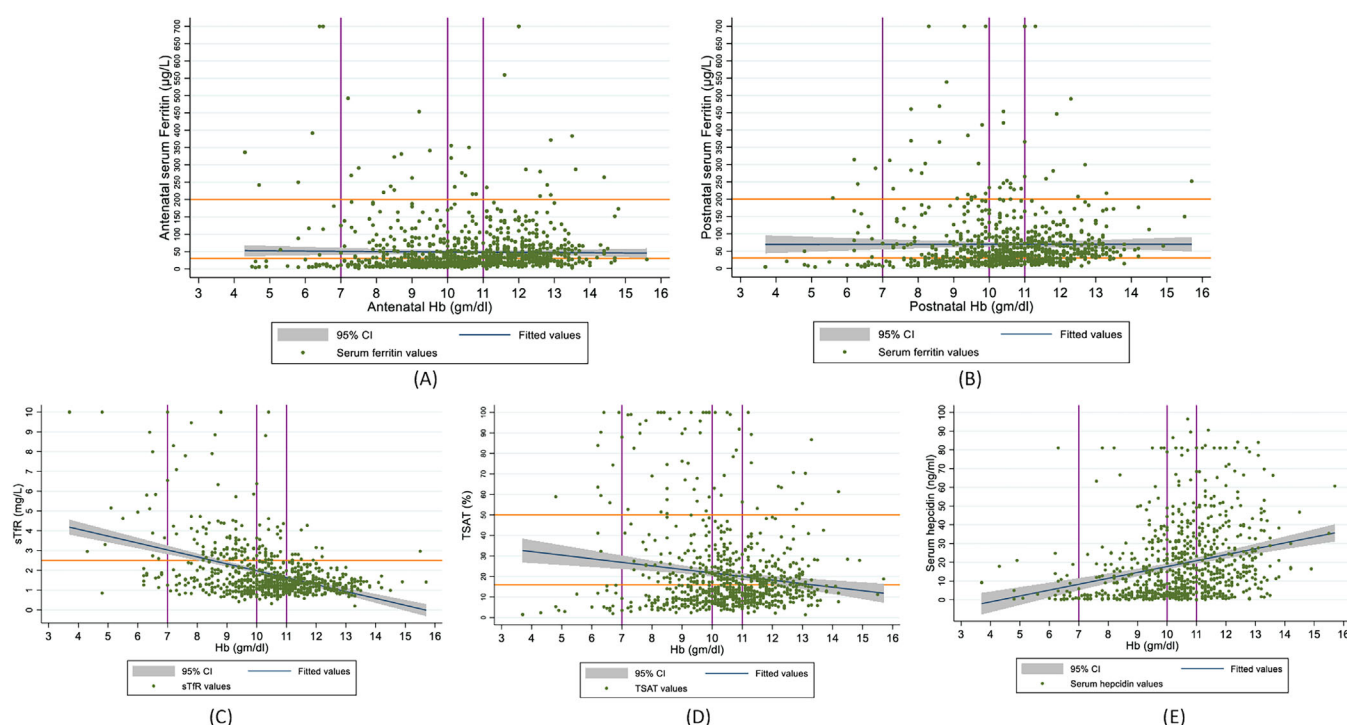 Antenatal serum Ferritin (µg/L)
700
650
600
550
500
450
400
350
300
250
200
150
100
50
0
3 4 5 6 7 8 9 10 11 12 13 14 15 16
Antenatal Hb (gm/dl)
95% CI Fitted values
Serum ferritin values
(A)
Postnatal serum Ferritin (µg/L)
700
650
600
550
500
450
400
350
300
250
200
150
100
50
0
3 4 5 6 7 8 9 10 11 12 13 14 15 16
Postnatal Hb (gm/dl)
95% CI Fitted values
Serum ferritin values
(B)
sTfR (mg/L)
10
9
8
7
6
5
4
3
2
1
0
3 4 5 6 7 8 9 10 11 12 13 14 15 16
Hb (gm/dl)
95% CI Fitted values
sTfR values
(C)
TSAT (%)
100
90
80
70
60
50
40
30
20
10
0
3 4 5 6 7 8 9 10 11 12 13 14 15 16
Hb (gm/dl)
95% CI Fitted values
TSAT values
(D)
Serum hepcidin (ng/ml)
100
90
80
70
60
50
40
30
20
10
0
3 4 5 6 7 8 9 10 11 12 13 14 15 16
Hb (gm/dl)
95% CI Fitted values
Serum hepcidin values
(E)